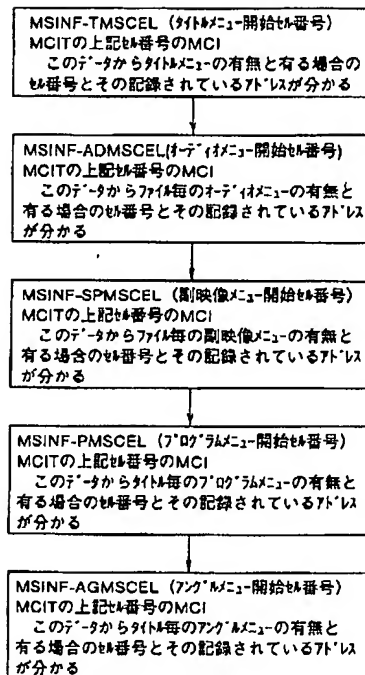 MSINF-TMSCEL (ﾀｲﾄﾙﾒﾆｭｰ開始ｾﾙ番号)
MCITの上記ｾﾙ番号のMCI
このﾃﾞｰﾀからﾀｲﾄﾙﾒﾆｭｰの有無と有る場合の
ｾﾙ番号とその記録されているｱﾄﾞﾚｽが分かる
MSINF-ADMSCEL(ｵｰﾃﾞｨｵﾒﾆｭｰ開始ｾﾙ番号)
MCITの上記ｾﾙ番号のMCI
このﾃﾞｰﾀからﾌｧｲﾙ毎のｵｰﾃﾞｨｵﾒﾆｭｰの有無と
有る場合のｾﾙ番号とその記録されているｱﾄﾞﾚｽ
が分かる
MSINF-SPMSCEL (副映像ﾒﾆｭｰ開始ｾﾙ番号)
MCITの上記ｾﾙ番号のMCI
このﾃﾞｰﾀからﾌｧｲﾙ毎の副映像ﾒﾆｭｰの有無と
有る場合のｾﾙ番号とその記録されているｱﾄﾞﾚｽ
が分かる
MSINF-PMSCEL (ﾌﾟﾛｸﾞﾗﾑﾒﾆｭｰ開始ｾﾙ番号)
MCITの上記ｾﾙ番号のMCI
このﾃﾞｰﾀからﾀｲﾄﾙ毎のﾌﾟﾛｸﾞﾗﾑﾒﾆｭｰの有無と
有る場合のｾﾙ番号とその記録されているｱﾄﾞﾚｽ
が分かる
MSINF-AGMSCEL (ｱﾝｸﾞﾙﾒﾆｭｰ開始ｾﾙ番号)
MCITの上記ｾﾙ番号のMCI
このﾃﾞｰﾀからﾀｲﾄﾙ毎のｱﾝｸﾞﾙﾒﾆｭｰの有無と
有る場合のｾﾙ番号とその記録されているｱﾄﾞﾚｽ
が分かる